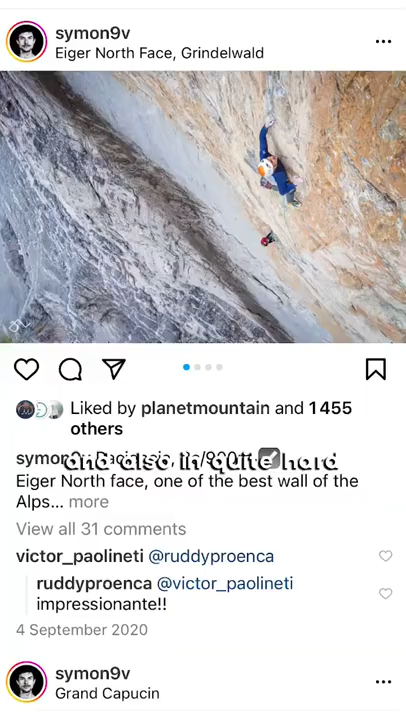 symon9v
Eiger North Face, Grindelwald
Liked by planetmountain and 1 455
others
and also in quite hard
Eiger North face, one of the best wall of the
Alps... more
View all 31 comments
victor_paolineti @ruddyproenca
ruddyproenca @victor_paolineti
impressionante!!
4 September 2020
symon9v
Grand Capucin